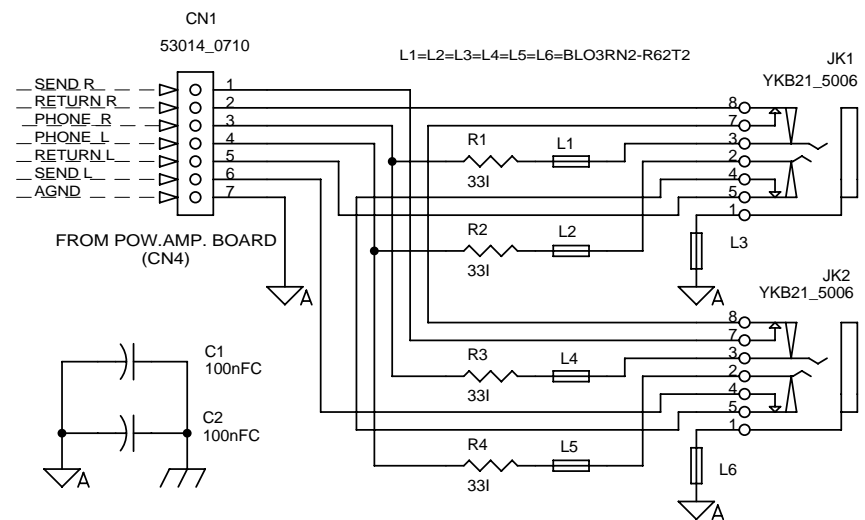 CN1
53014_0710
L1=L2=L3=L4=L5=L6=BLO3RN2-R62T2
JK1
YKB21_5006
SEND R 1
RETURN R 2
PHONE_R 3
PHONE_L 4
RETURN L 5
SEND L 6
AGND 7
8
7
3
2
4
5
1
R1 L1
33I
FROM POW.AMP. BOARD
(CN4)
R2 L2
33I
L3
A
A
JK2
YKB21_5006
8
7
3
2
4
5
1
C1
100nFC
R3 L4
33I
C2
100nFC
R4 L5
33I
L6
A
A